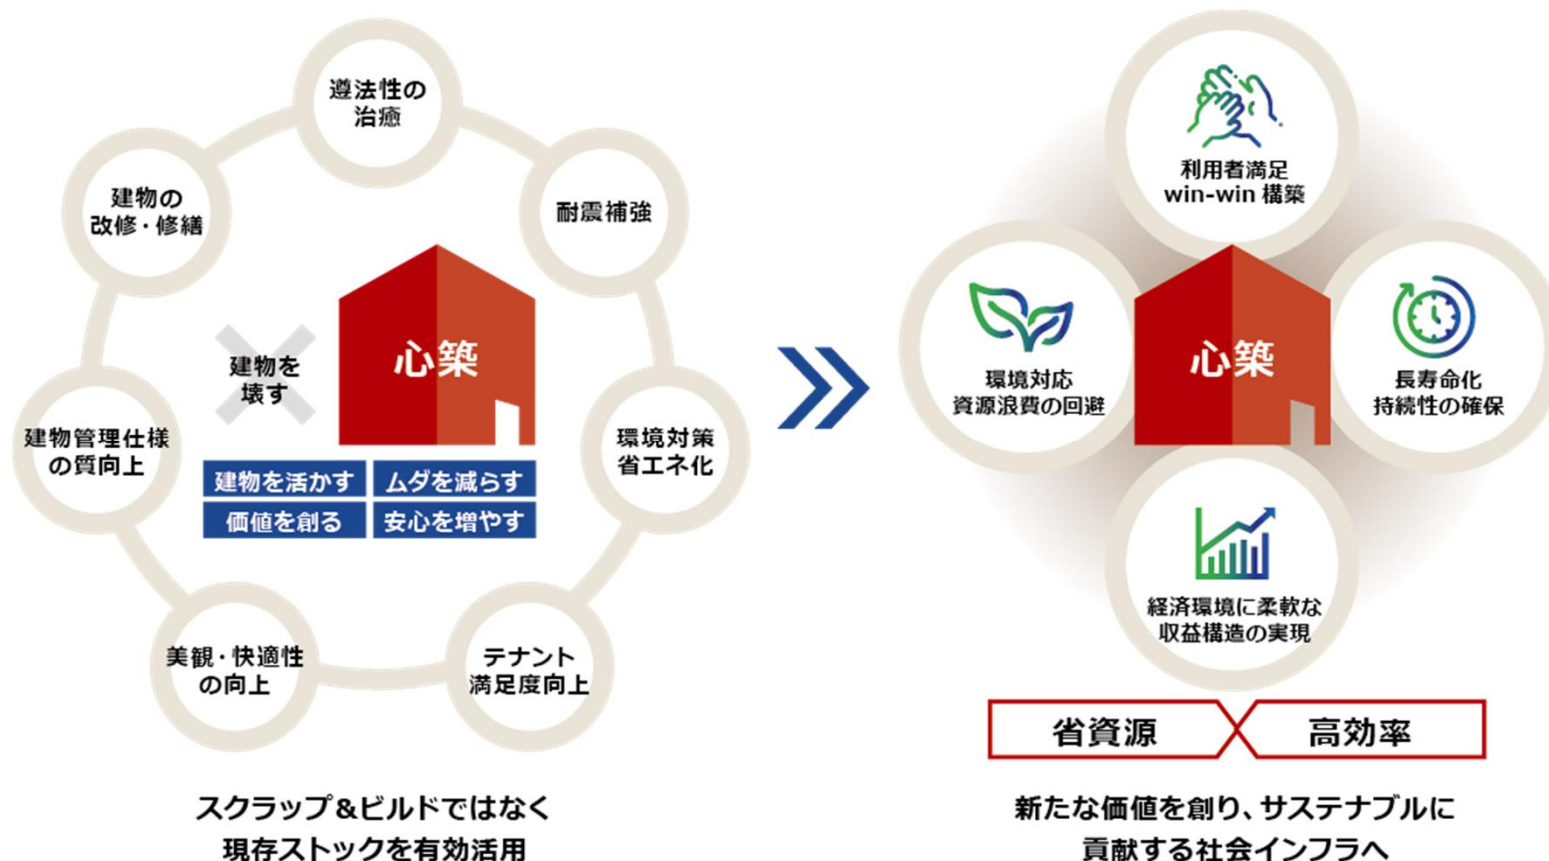 遵法性の
治癒
建物の
改修・修繕
耐震補強
建物を
壊す
心築
建物管理仕様
の質向上
環境対策
省エネ化
建物を活かす
ムダを減らす
価値を創る
安心を増やす
美観・快適性
の向上
テナント
満足度向上
スクラップ&ビルドではなく
現存ストックを有効活用
利用者満足
win-win 構築
環境対応
資源浪費の回避
心築
長寿命化
持続性の確保
経済環境に柔軟な
収益構造の実現
省資源
高効率
新たな価値を創り、サステナブルに
貢献する社会インフラへ